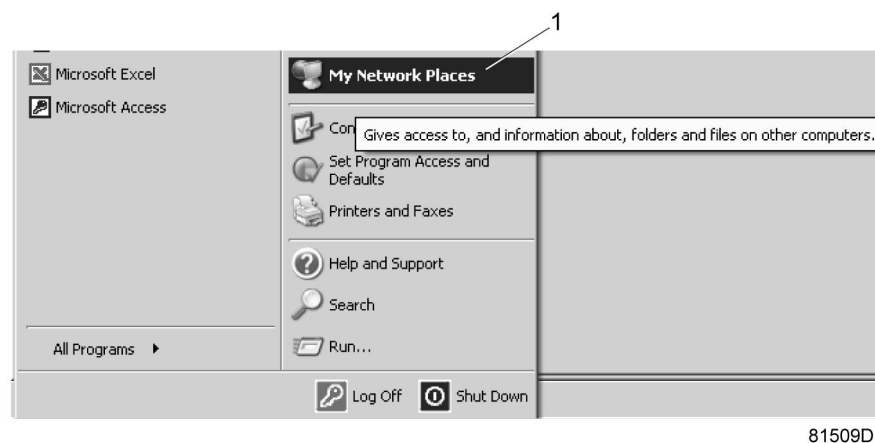 1
Microsoft Excel
Microsoft Access
All Programs
My Network Places
Con
Gives access to, and information about, folders and files on other computers.
Set Program Access and
Defaults
Printers and Faxes
Help and Support
Search
Run...
Log Off
Shut Down
81509D